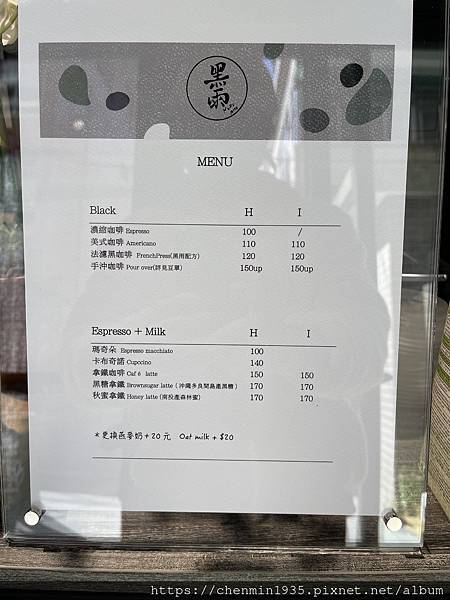 黑雨
MENU
Black H I
濃縮咖啡 Espresso 100 /
美式咖啡 Americano 110 110
法濾黑咖啡 FrenchPress(黑雨配方) 120 120
手沖咖啡 Pour over(詳見豆單) 150up 150up
Espresso + Milk H I
瑪奇朵 Espresso macchiato 100
卡布奇諾 Cupccino 140
拿鐵咖啡 Caf é latte 150 150
黑糖拿鐵 Brownsugar latte ( 沖繩多良間島產黑糖 ) 170 170
秋蜜拿鐵 Honey latte (南投產森林蜜) 170 170
*更換燕麥奶+20元 Oat milk + $20
https://chenmin1935.pixnet.net/album